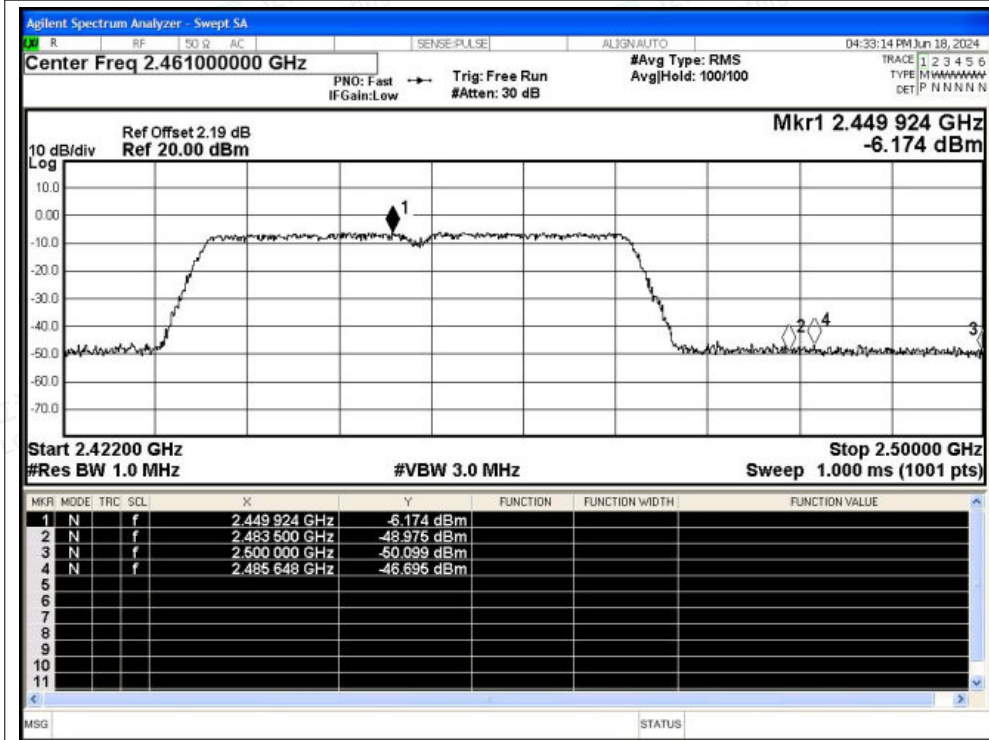 Agilent Spectrum Analyzer - Swept SA
LXI R RF 50 Ω AC SENSE:PULSE ALIGNAUTO 04:33:14 PM Jun 18, 2024
Center Freq 2.461000000 GHz #Avg Type: RMS TRACE 1 2 3 4 5 6
PNO: Fast Trig: Free Run Avg|Hold: 100/100 TYPE MWWWWW
IFGain:Low #Atten: 30 dB DET P N N N N N
Mkr1 2.449 924 GHz
Ref Offset 2.19 dB
10 dB/div Ref 20.00 dBm -6.174 dBm
Log
10.0
0.00
1
-10.0
-20.0
-30.0
-40.0
2 4 3
-50.0
-60.0
-70.0
Start 2.42200 GHz Stop 2.50000 GHz
#Res BW 1.0 MHz #VBW 3.0 MHz Sweep 1.000 ms (1001 pts)
MKR MODE TRC SCL X Y FUNCTION FUNCTION WIDTH FUNCTION VALUE
1 N f 2.449 924 GHz -6.174 dBm
2 N f 2.483 500 GHz -48.975 dBm
3 N f 2.500 000 GHz -50.099 dBm
4 N f 2.485 648 GHz -46.695 dBm
5
6
7
8
9
10
11
MSG STATUS